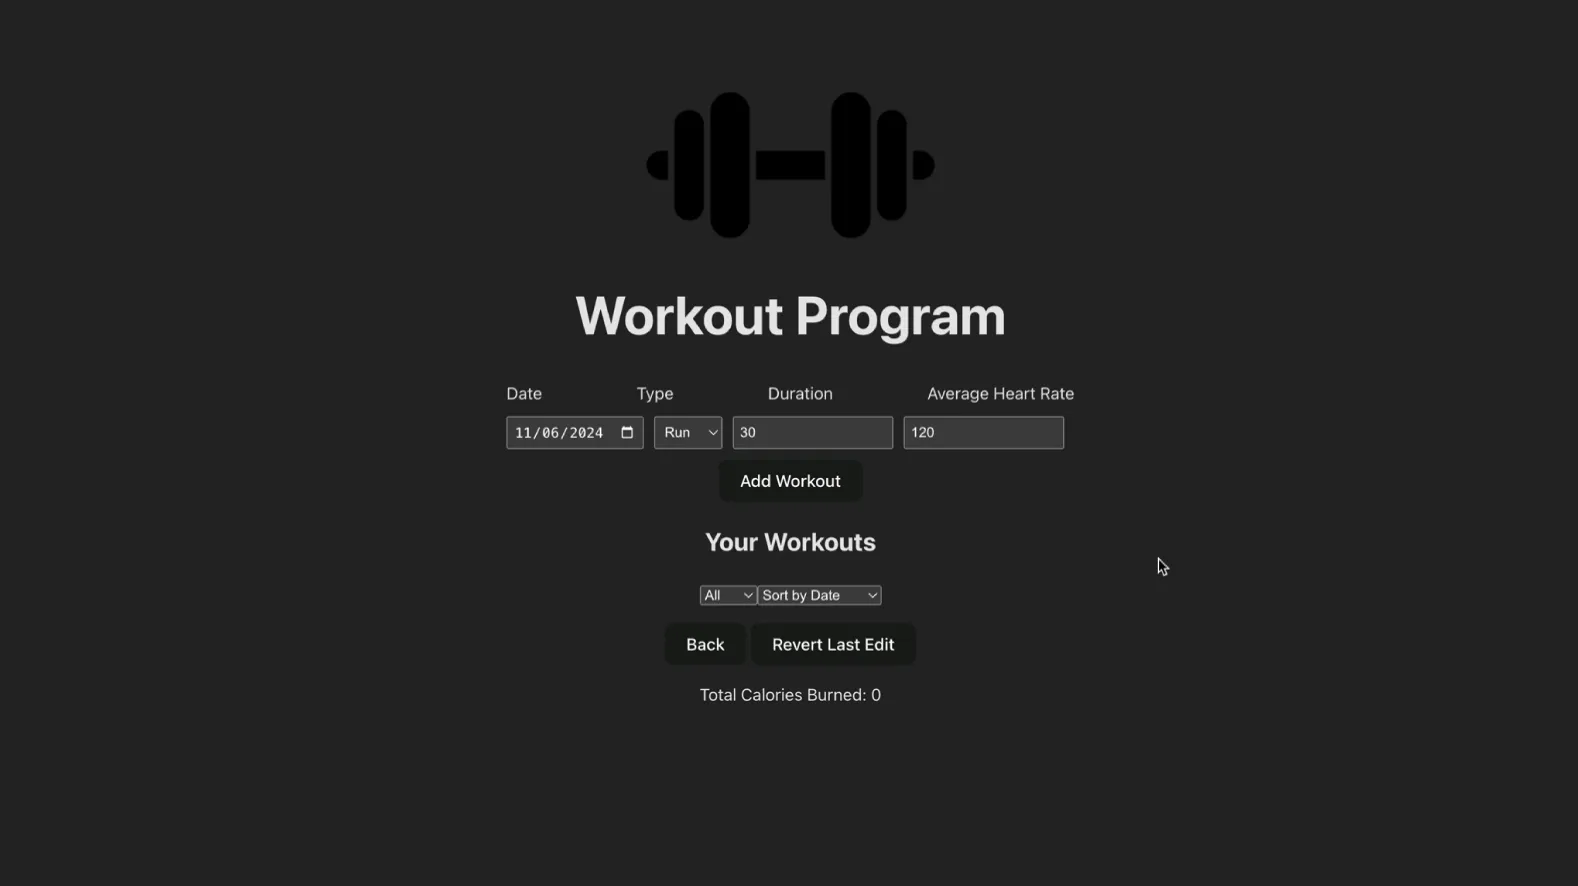 Workout Program
Date Type Duration Average Heart Rate
11/06/2024 Run 30 120
Add Workout
Your Workouts
All Sort by Date
Back Revert Last Edit
Total Calories Burned: 0